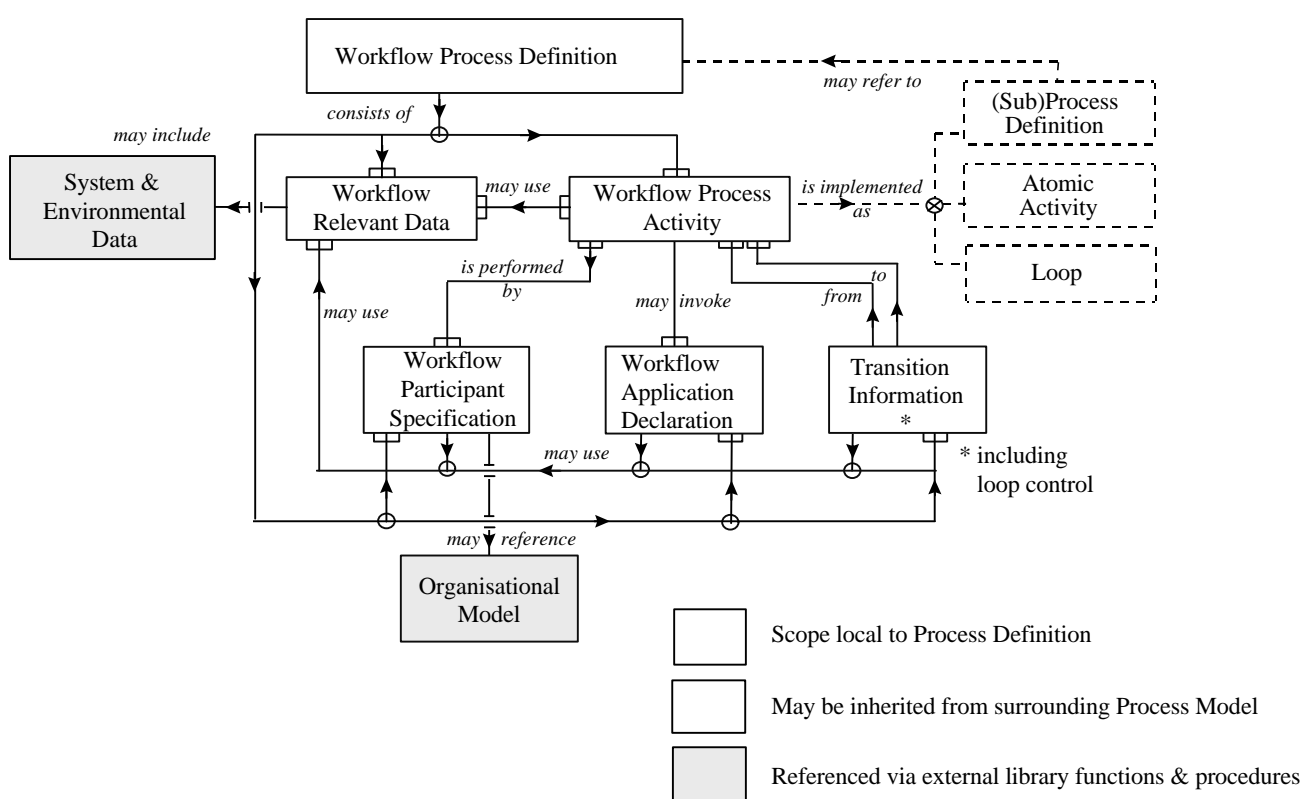 Workflow Process Definition
may refer to
(Sub)Process
Definition
consists of
may include
System &
Environmental
Data
Workflow
Relevant Data
may use
Workflow Process
Activity
is implemented
as
Atomic
Activity
Loop
is performed
by
may invoke
to
from
may use
Workflow
Participant
Specification
Workflow
Application
Declaration
Transition
Information
*
may use
* including
loop control
may reference
Organisational
Model
Scope local to Process Definition
May be inherited from surrounding Process Model
Referenced via external library functions & procedures